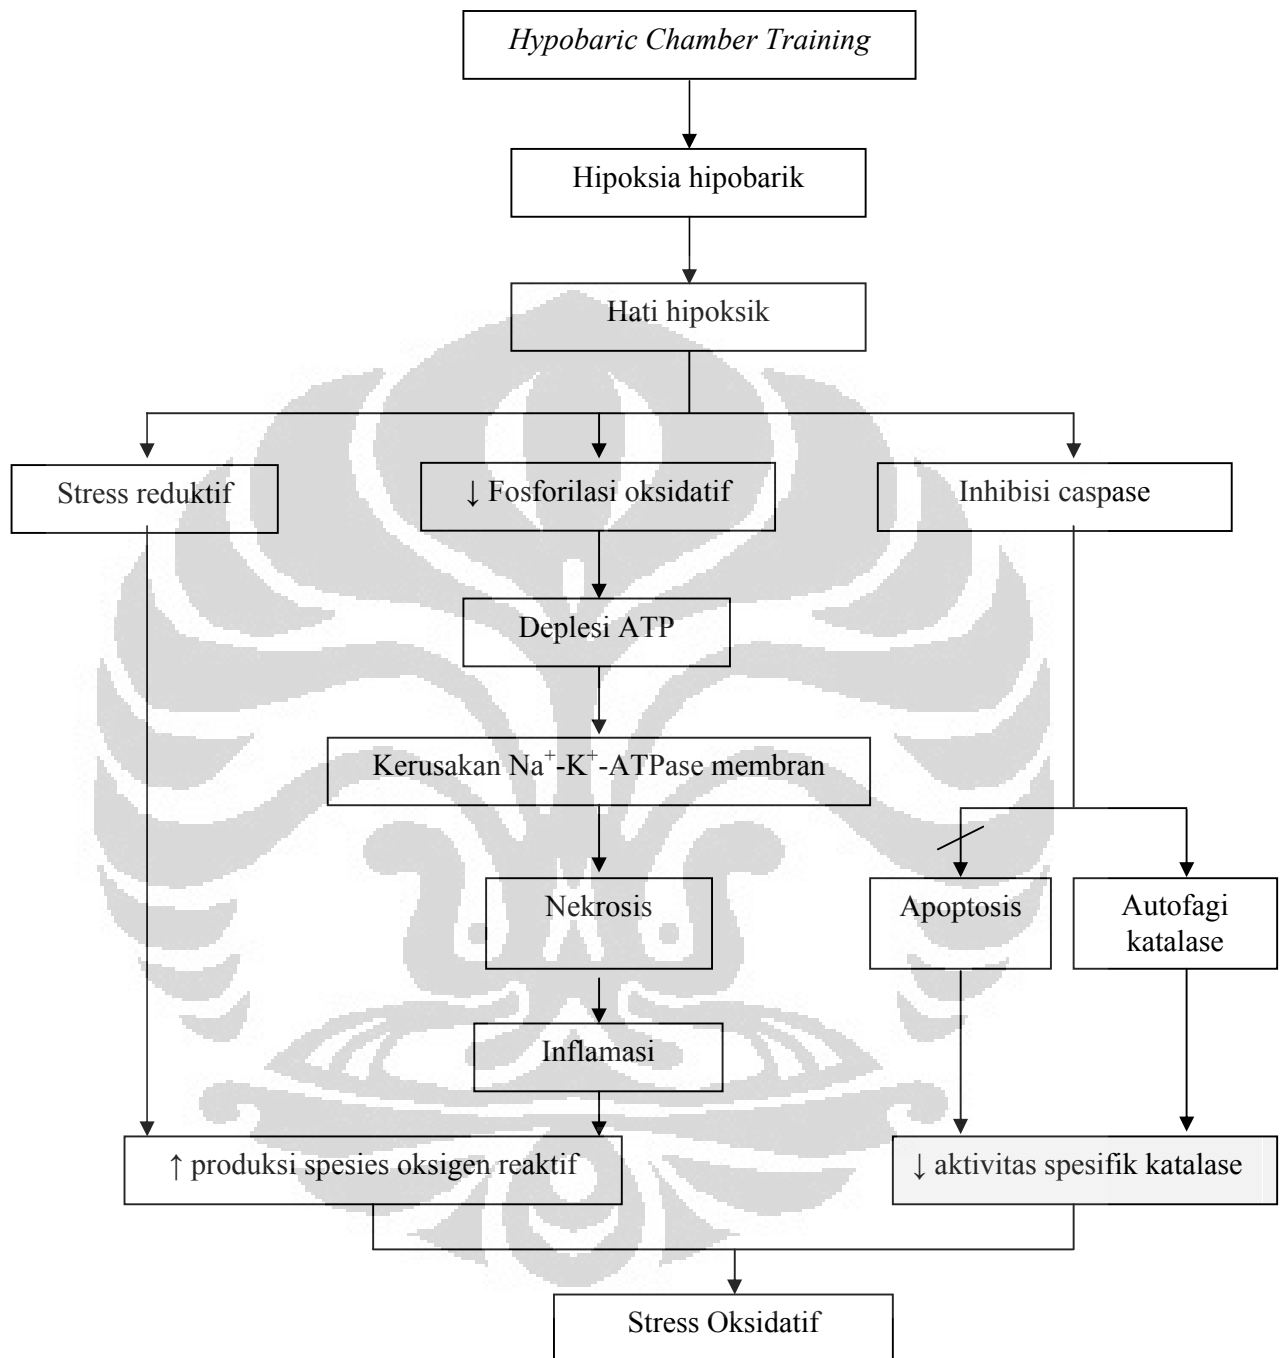 Hypobaric Chamber Training
Hipoksia hipobarik
Hati hipoksik
Stress reduktif
↓ Fosforilasi oksidatif
Inhibisi caspase
Deplesi ATP
Kerusakan Na⁺-K⁺-ATPase membran
Nekrosis
Apoptosis
Autofagi
katalase
Inflamasi
↑ produksi spesies oksigen reaktif
↓ aktivitas spesifik katalase
Stress Oksidatif